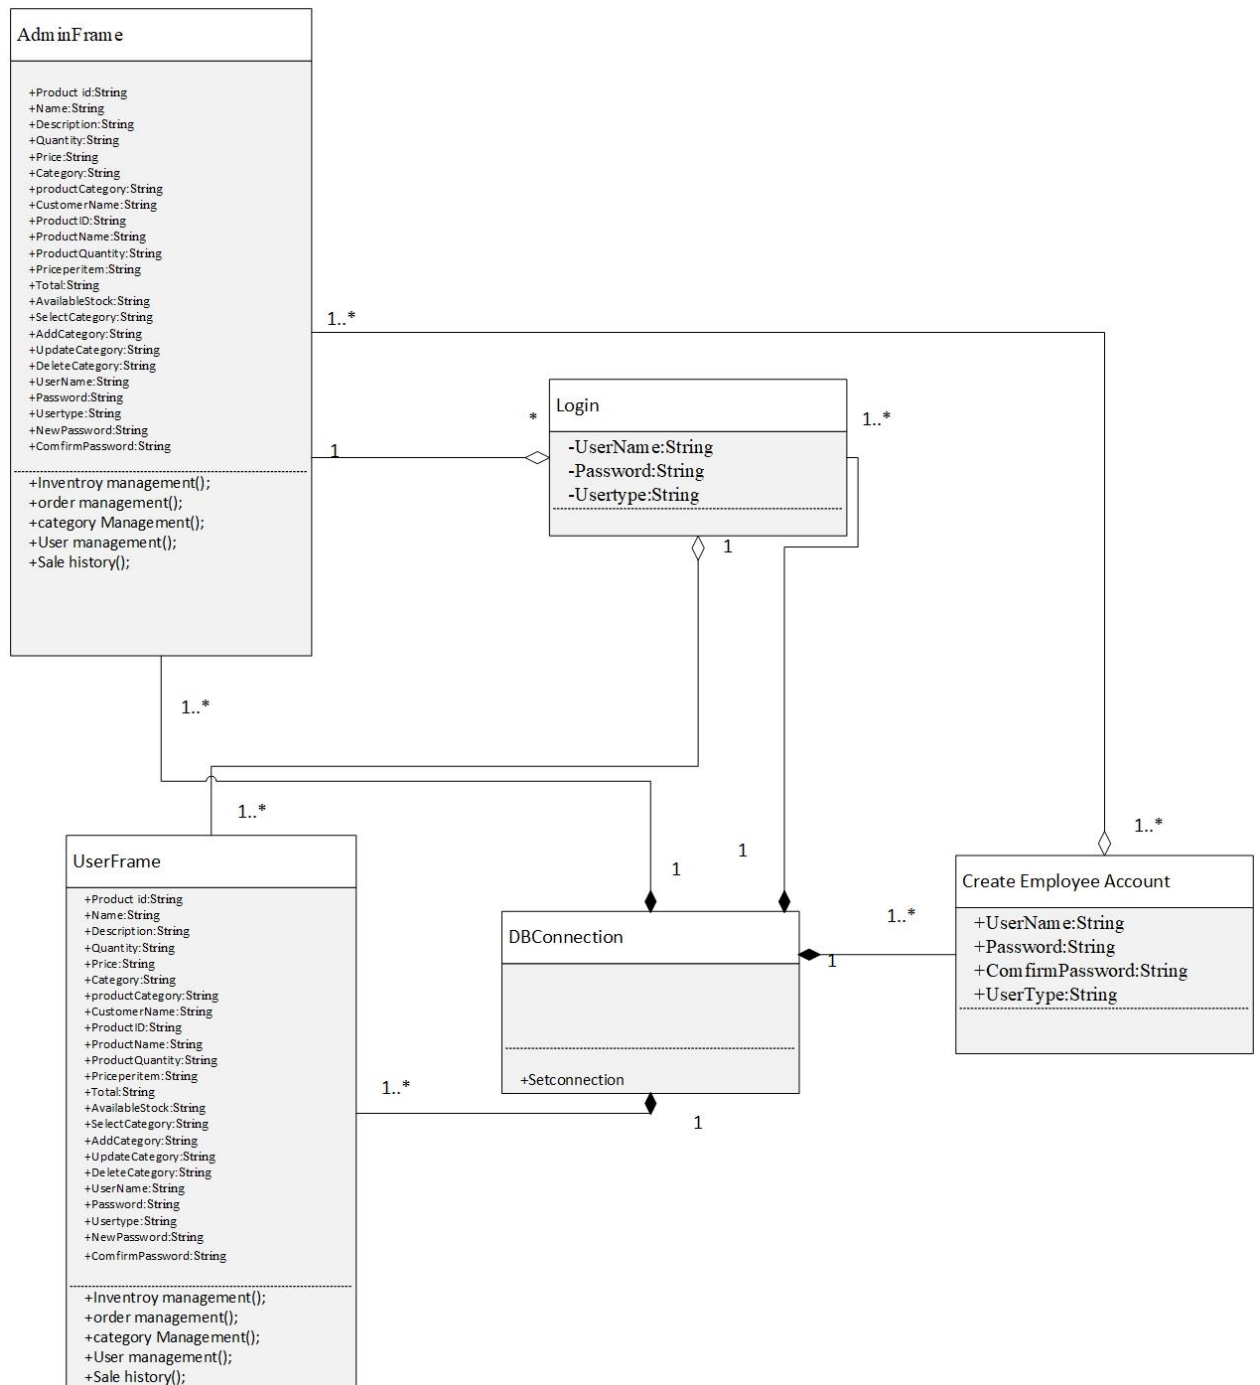 AdminFrame
+Product id:String
+Name:String
+Description:String
+Quantity:String
+Price:String
+Category:String
+productCategory:String
+CustomerName:String
+ProductID:String
+ProductName:String
+ProductQuantity:String
+Priceperitem:String
+Total:String
+AvailableStock:String
+SelectCategory:String
+AddCategory:String
+UpdateCategory:String
+DeleteCategory:String
+UserName:String
+Password:String
+Usertype:String
+NewPassword:String
+ComfirmPassword:String
+Inventroy management();
+order management();
+category Management();
+User management();
+Sale history();
1..*
1
*
Login
-UserName:String
-Password:String
-Usertype:String
1..*
1
1..*
1..*
UserFrame
+Product id:String
+Name:String
+Description:String
+Quantity:String
+Price:String
+Category:String
+productCategory:String
+CustomerName:String
+ProductID:String
+ProductName:String
+ProductQuantity:String
+Priceperitem:String
+Total:String
+AvailableStock:String
+SelectCategory:String
+AddCategory:String
+UpdateCategory:String
+DeleteCategory:String
+UserName:String
+Password:String
+Usertype:String
+NewPassword:String
+ComfirmPassword:String
+Inventroy management();
+order management();
+category Management();
+User management();
+Sale history();
1..*
1
1
1
DBConnection
+Setconnection
1
1..*
1..*
Create Employee Account
+UserName:String
+Password:String
+ComfirmPassword:String
+UserType:String